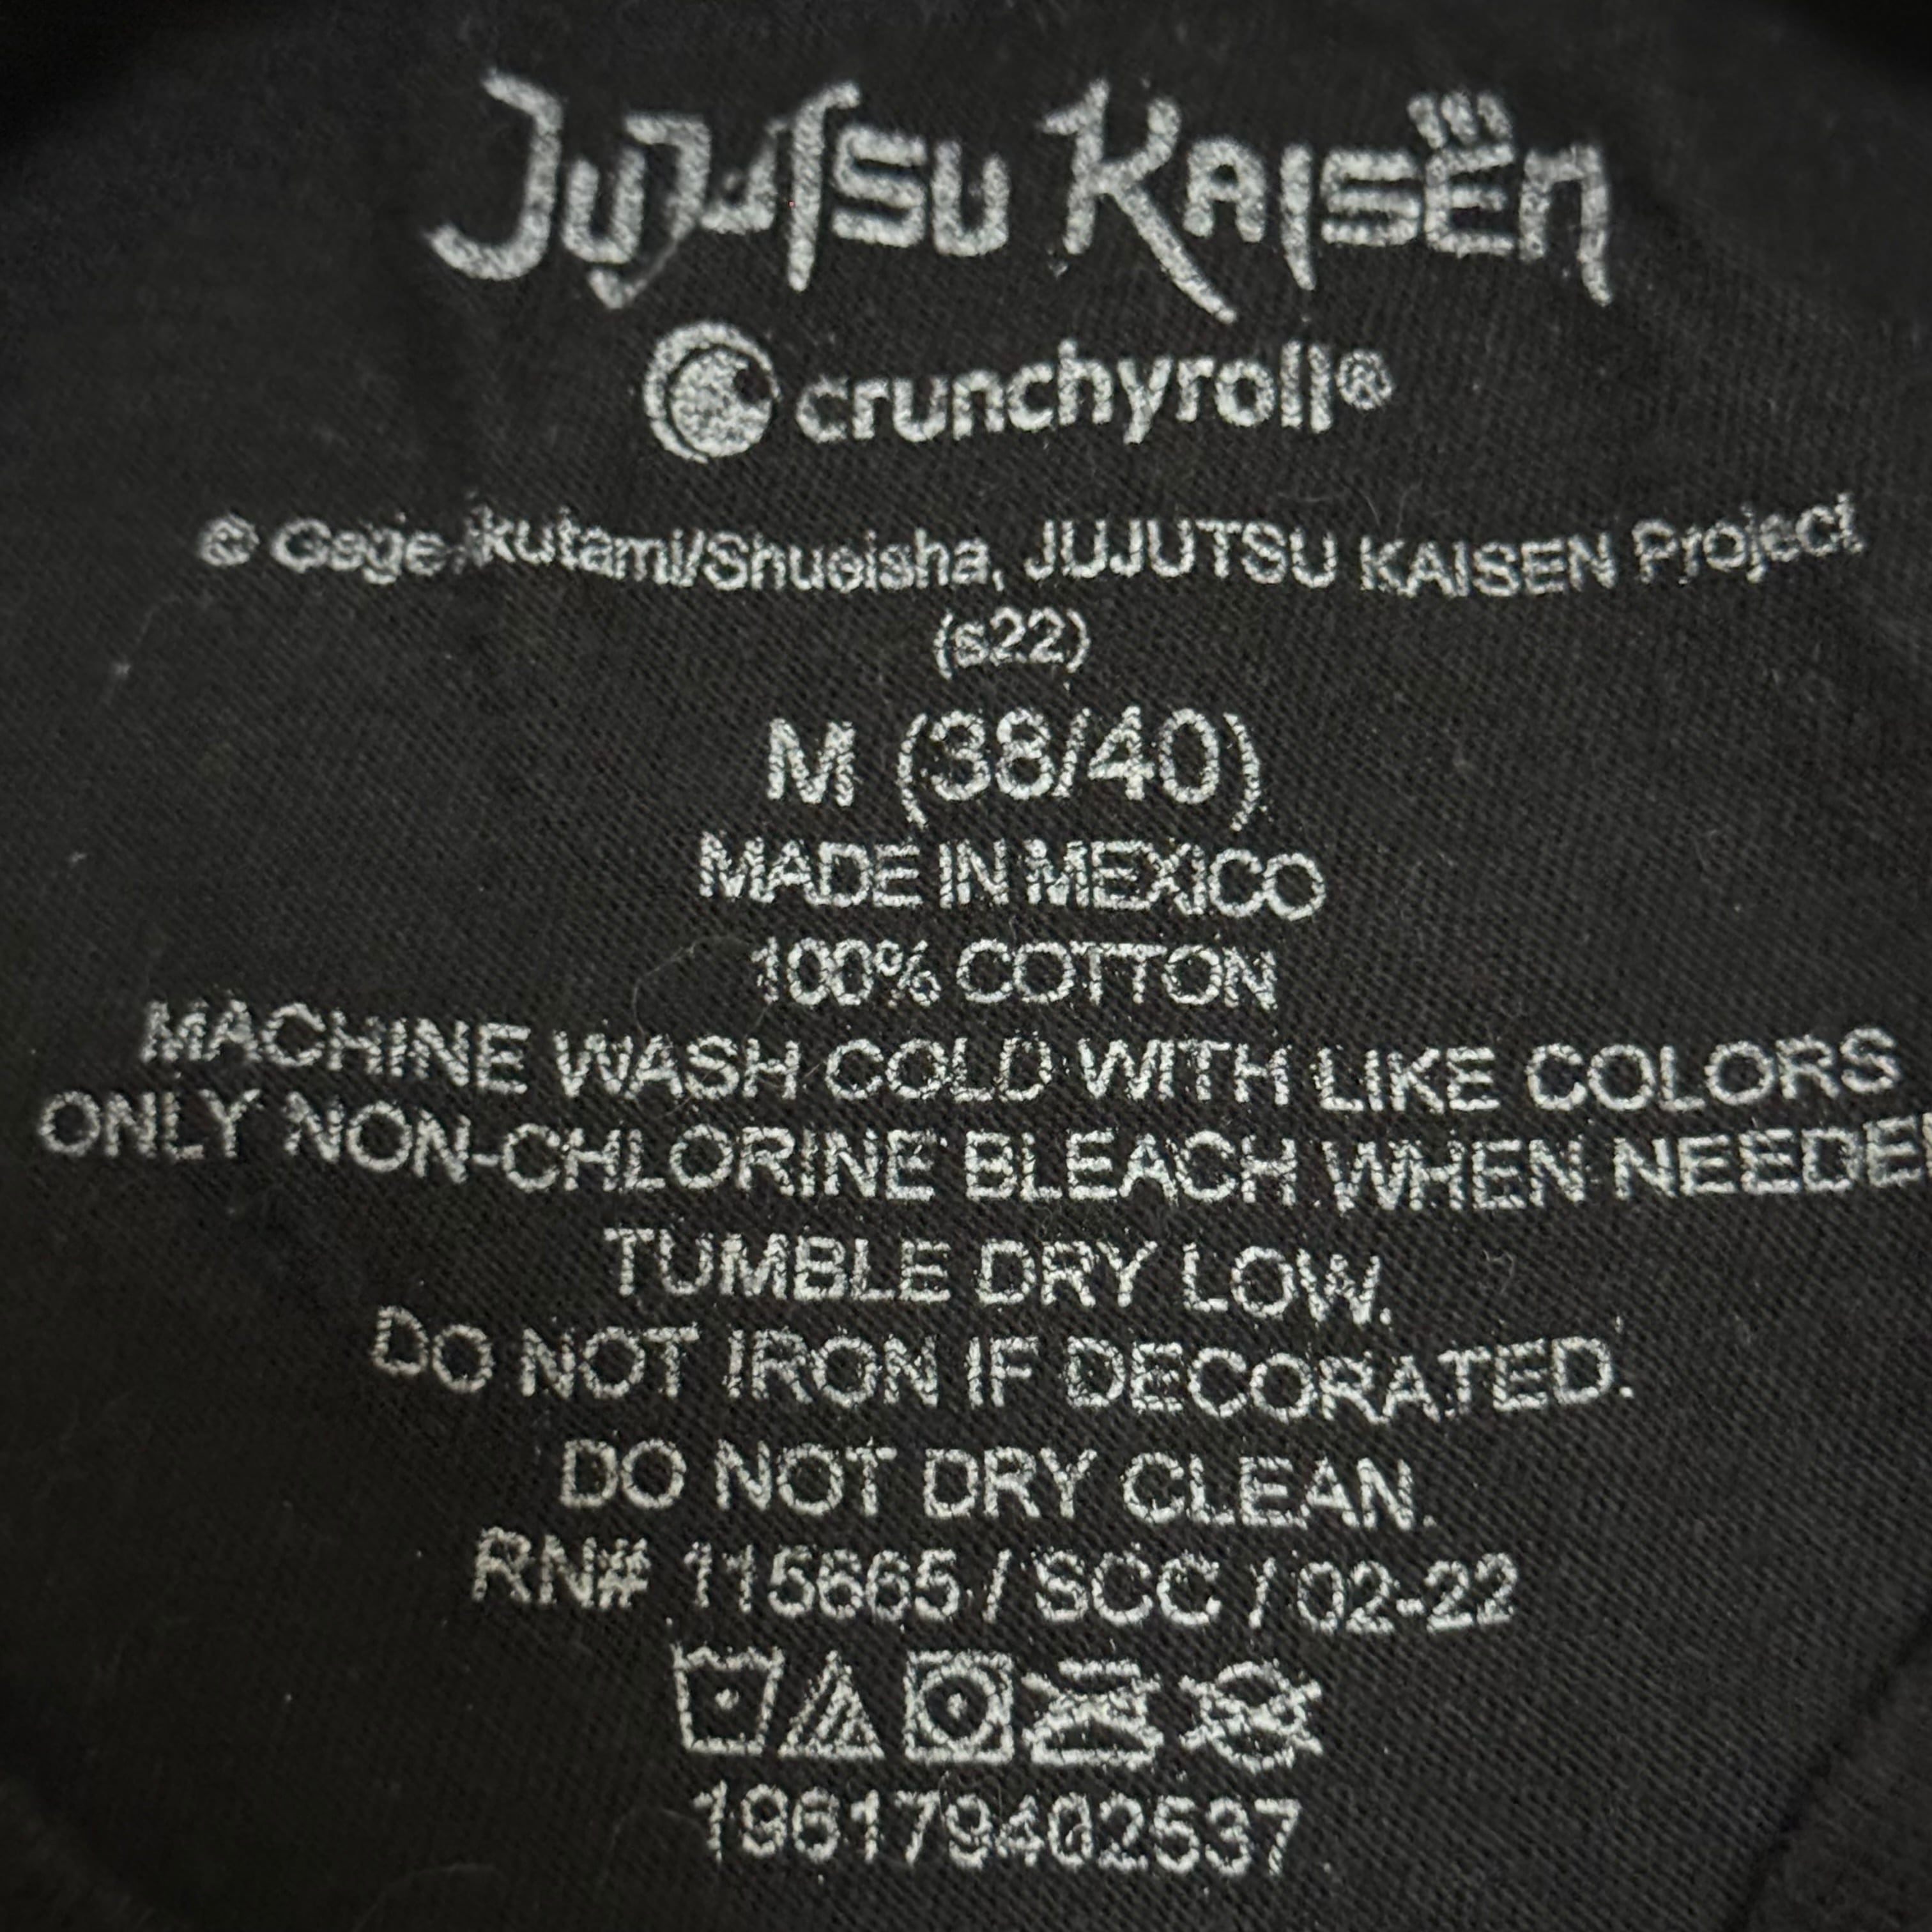 JUJUTSU KAISEN
crunchyroll®
© Gege Akutami/Shueisha, JUJUTSU KAISEN Project
(s22)
M (38/40)
MADE IN MEXICO
100% COTTON
MACHINE WASH COLD WITH LIKE COLORS
ONLY NON-CHLORINE BLEACH WHEN NEEDE
TUMBLE DRY LOW.
DO NOT IRON IF DECORATED.
DO NOT DRY CLEAN.
RN# 115665 / SCC / 02-22
196179402537